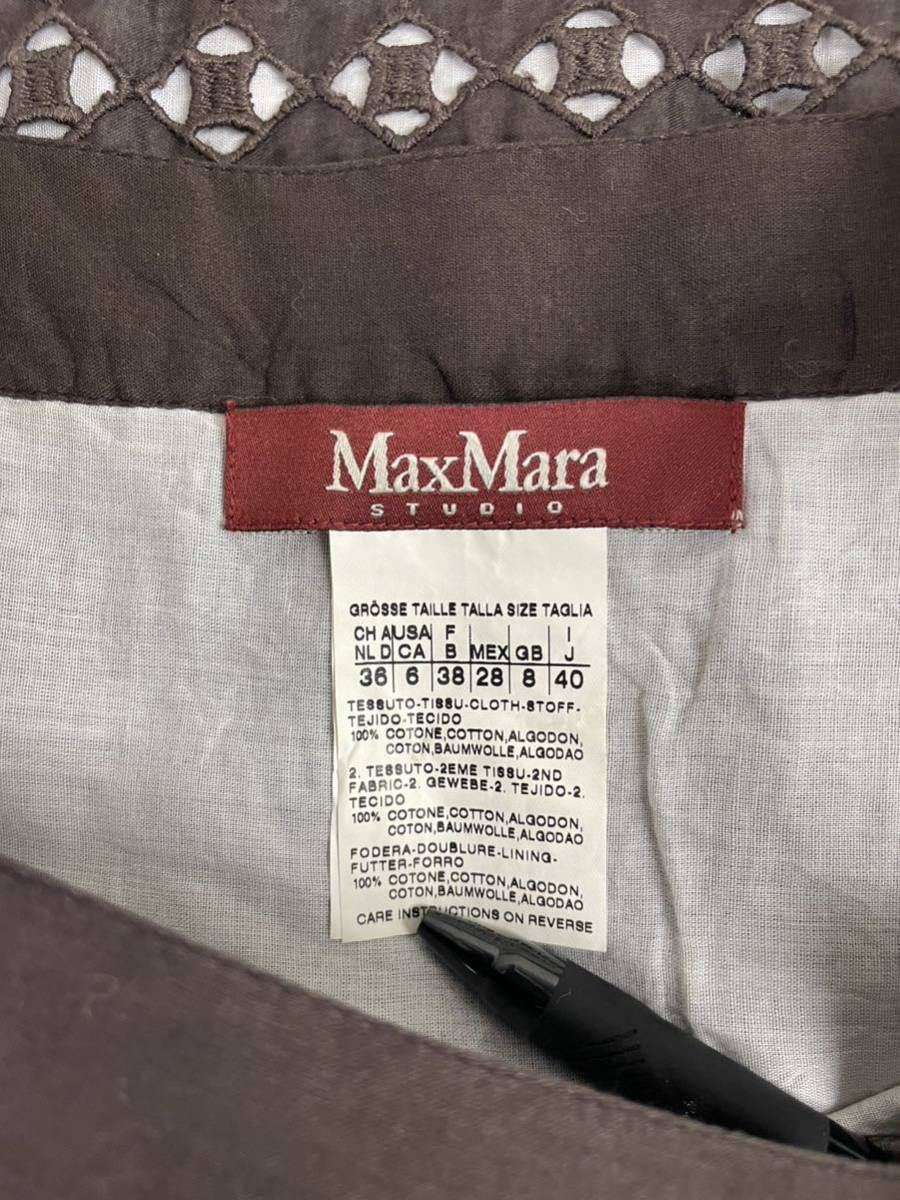 MaxMara
STUDIO
GRÖSSE TAILLE TALLA SIZE TAGLIA
CH A USA F I
NL D CA B MEX GB J
36 6 38 28 8 40
TESSUTO-TISSU-CLOTH-STOFF-
TEJIDO-TECIDO
100% COTONE,COTTON,ALGODON,
COTON,BAUMWOLLE,ALGODAO
2. TESSUTO-2EME TISSU-2ND
FABRIC-2. GEWEBE-2. TEJIDO-2.
TECIDO
100% COTONE,COTTON,ALGODON,
COTON,BAUMWOLLE,ALGODAO
FODERA-DOUBLURE-LINING-
FUTTER-FORRO
100% COTONE,COTTON,ALGODON,
COTON,BAUMWOLLE,ALGODAO
CARE INSTRUCTIONS ON REVERSE